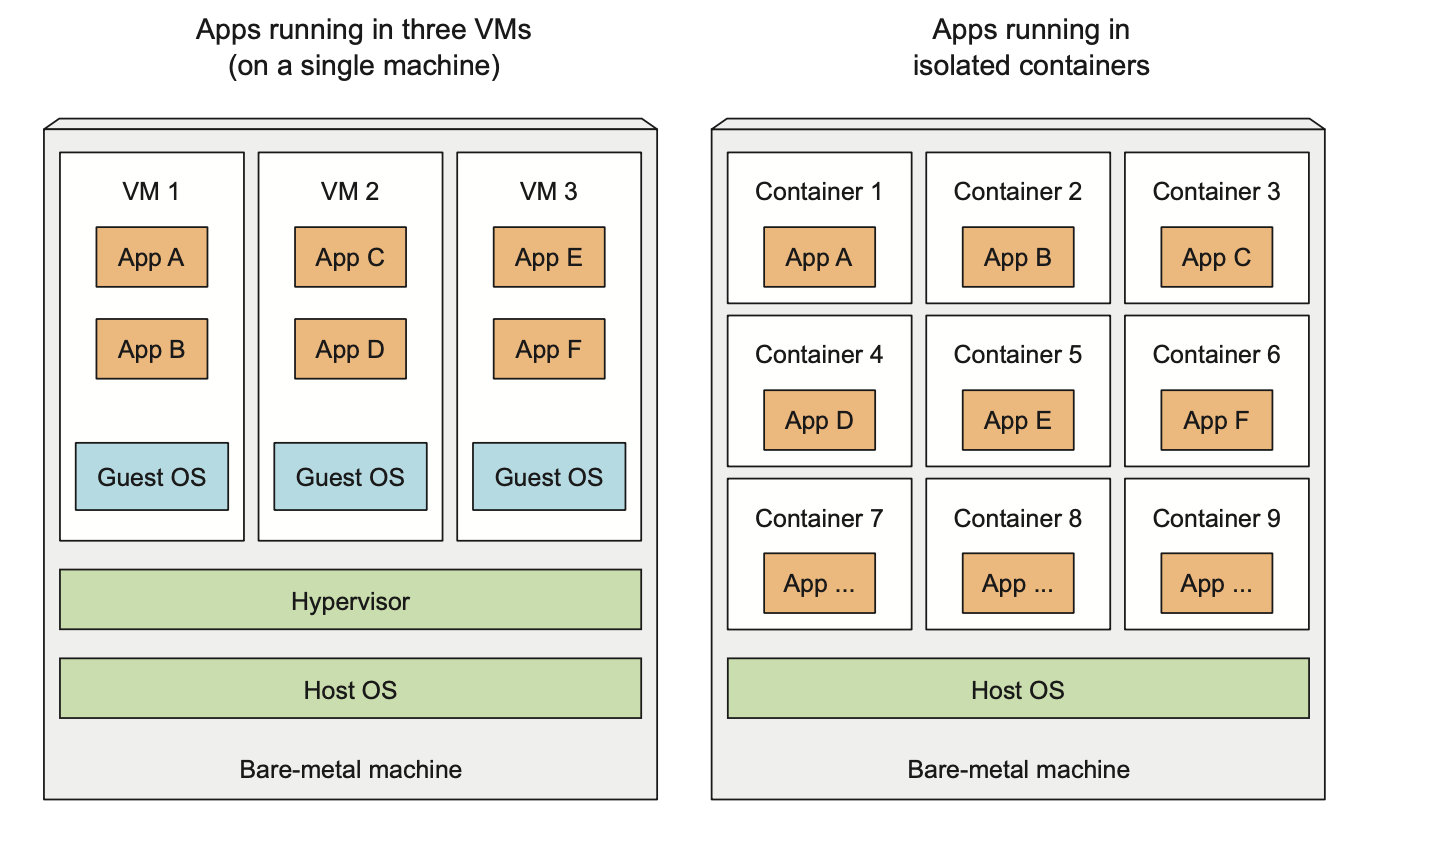 Apps running in three VMs
(on a single machine)
VM 1
App A
App B
Guest OS
VM 2
App C
App D
Guest OS
VM 3
App E
App F
Guest OS
Hypervisor
Host OS
Bare-metal machine
Apps running in
isolated containers
Container 1
App A
Container 2
App B
Container 3
App C
Container 4
App D
Container 5
App E
Container 6
App F
Container 7
App ...
Container 8
App ...
Container 9
App ...
Host OS
Bare-metal machine